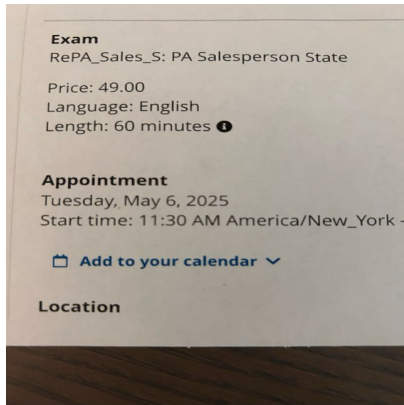 Exam
RePA_Sales_S: PA Salesperson State
Price: 49.00
Language: English
Length: 60 minutes
Appointment
Tuesday, May 6, 2025
Start time: 11:30 AM America/New_York -
Add to your calendar
Location